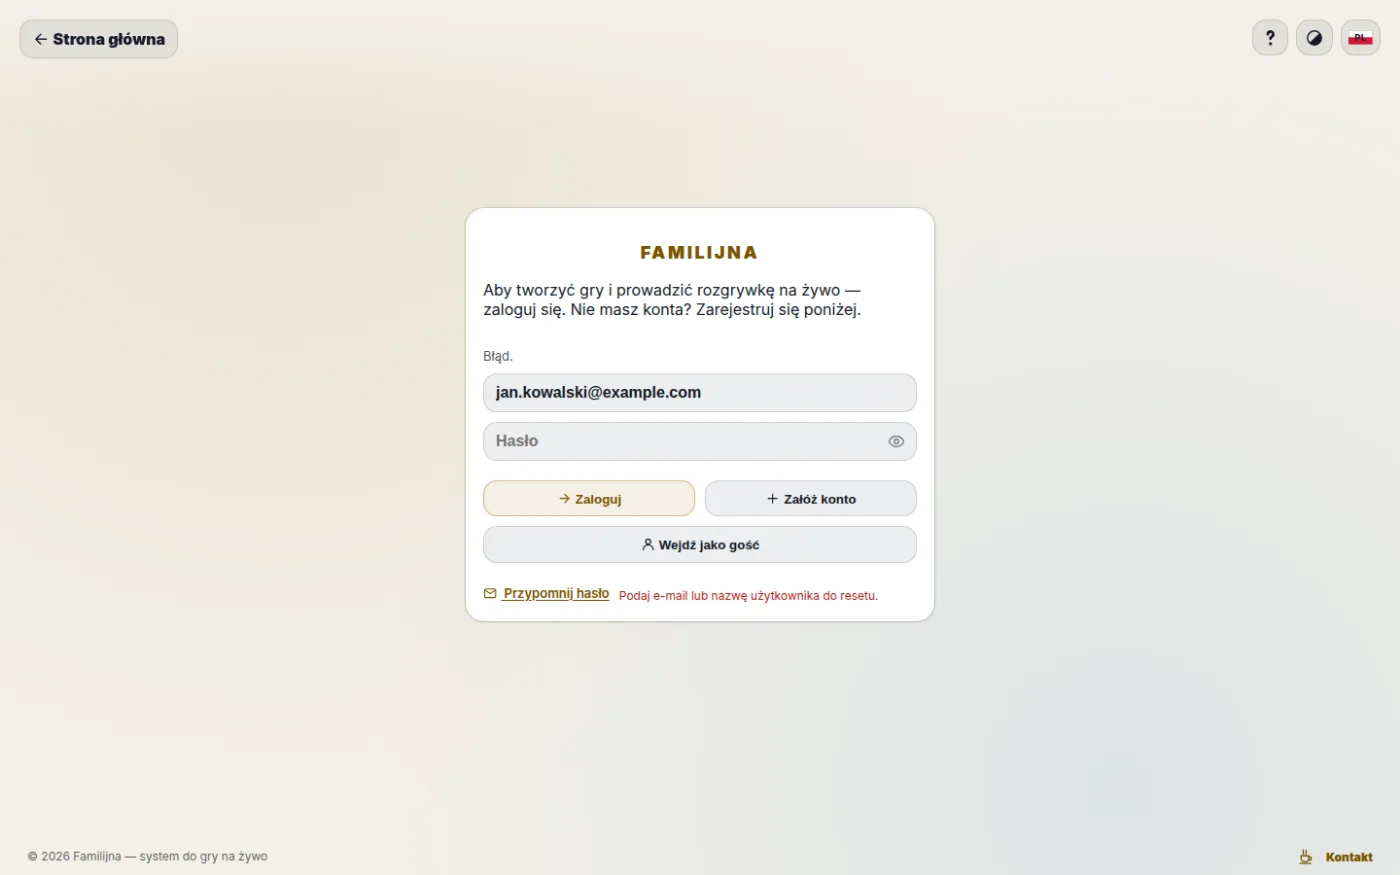 Strona główna
?
PL
FAMILIJNA
Aby tworzyć gry i prowadzić rozgrywkę na żywo —
zaloguj się. Nie masz konta? Zarejestruj się poniżej.
Błąd.
jan.kowalski@example.com
Hasło
Zaloguj
Załóż konto
Wejdź jako gość
Przypomnij hasło
Podaj e-mail lub nazwę użytkownika do resetu.
© 2026 Familijna — system do gry na żywo
Kontakt